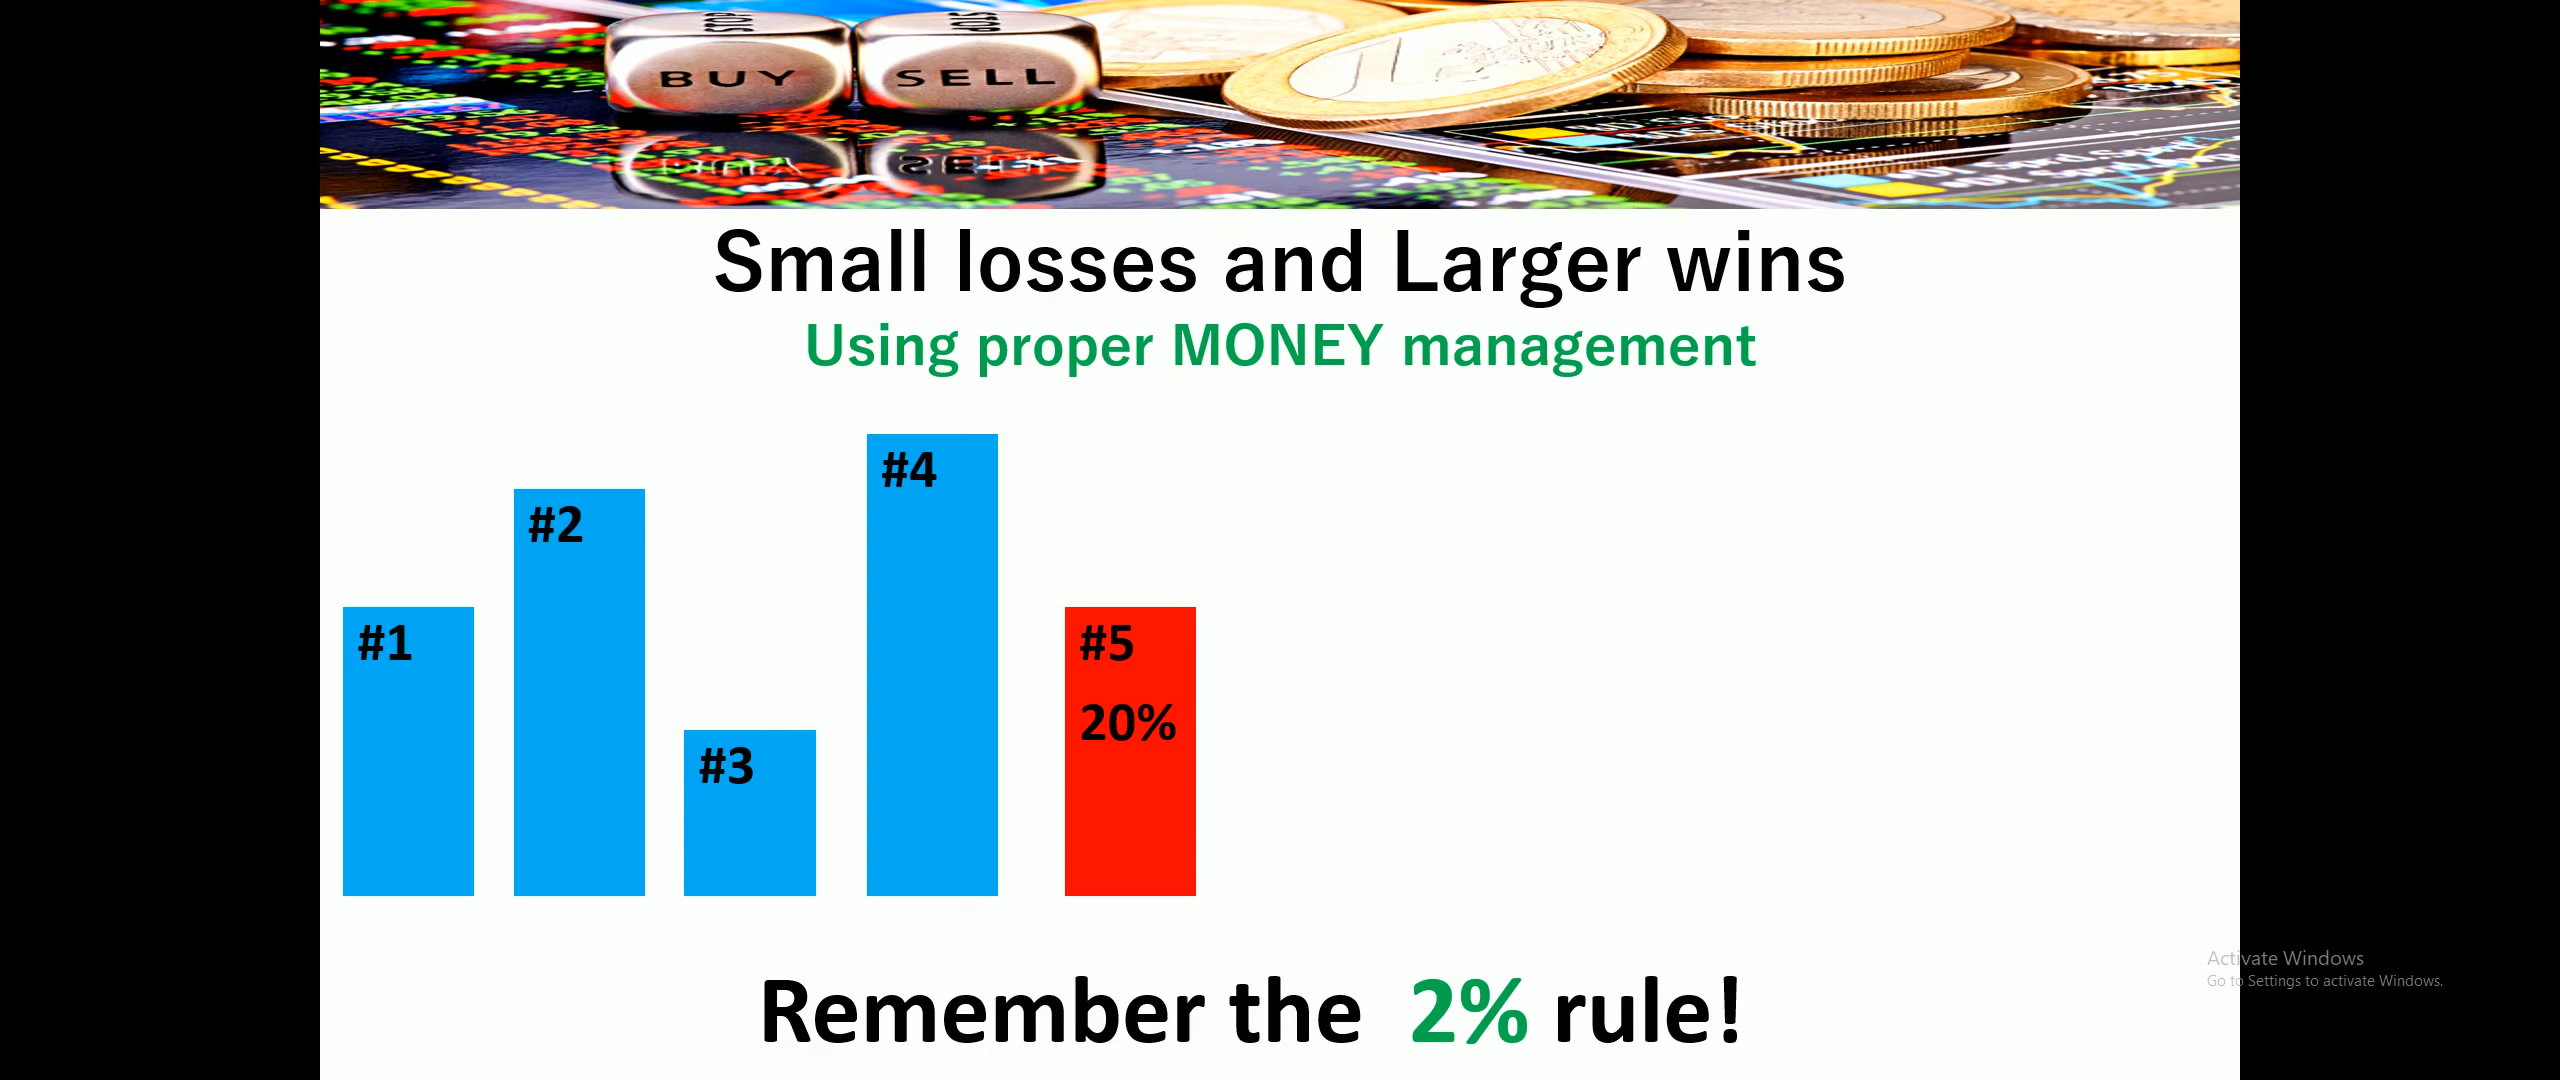 BUY SELL
Small losses and Larger wins
Using proper MONEY management
#1
#2
#3
#4
#5
20%
Remember the 2% rule!
Activate Windows
Go to Settings to activate Windows.